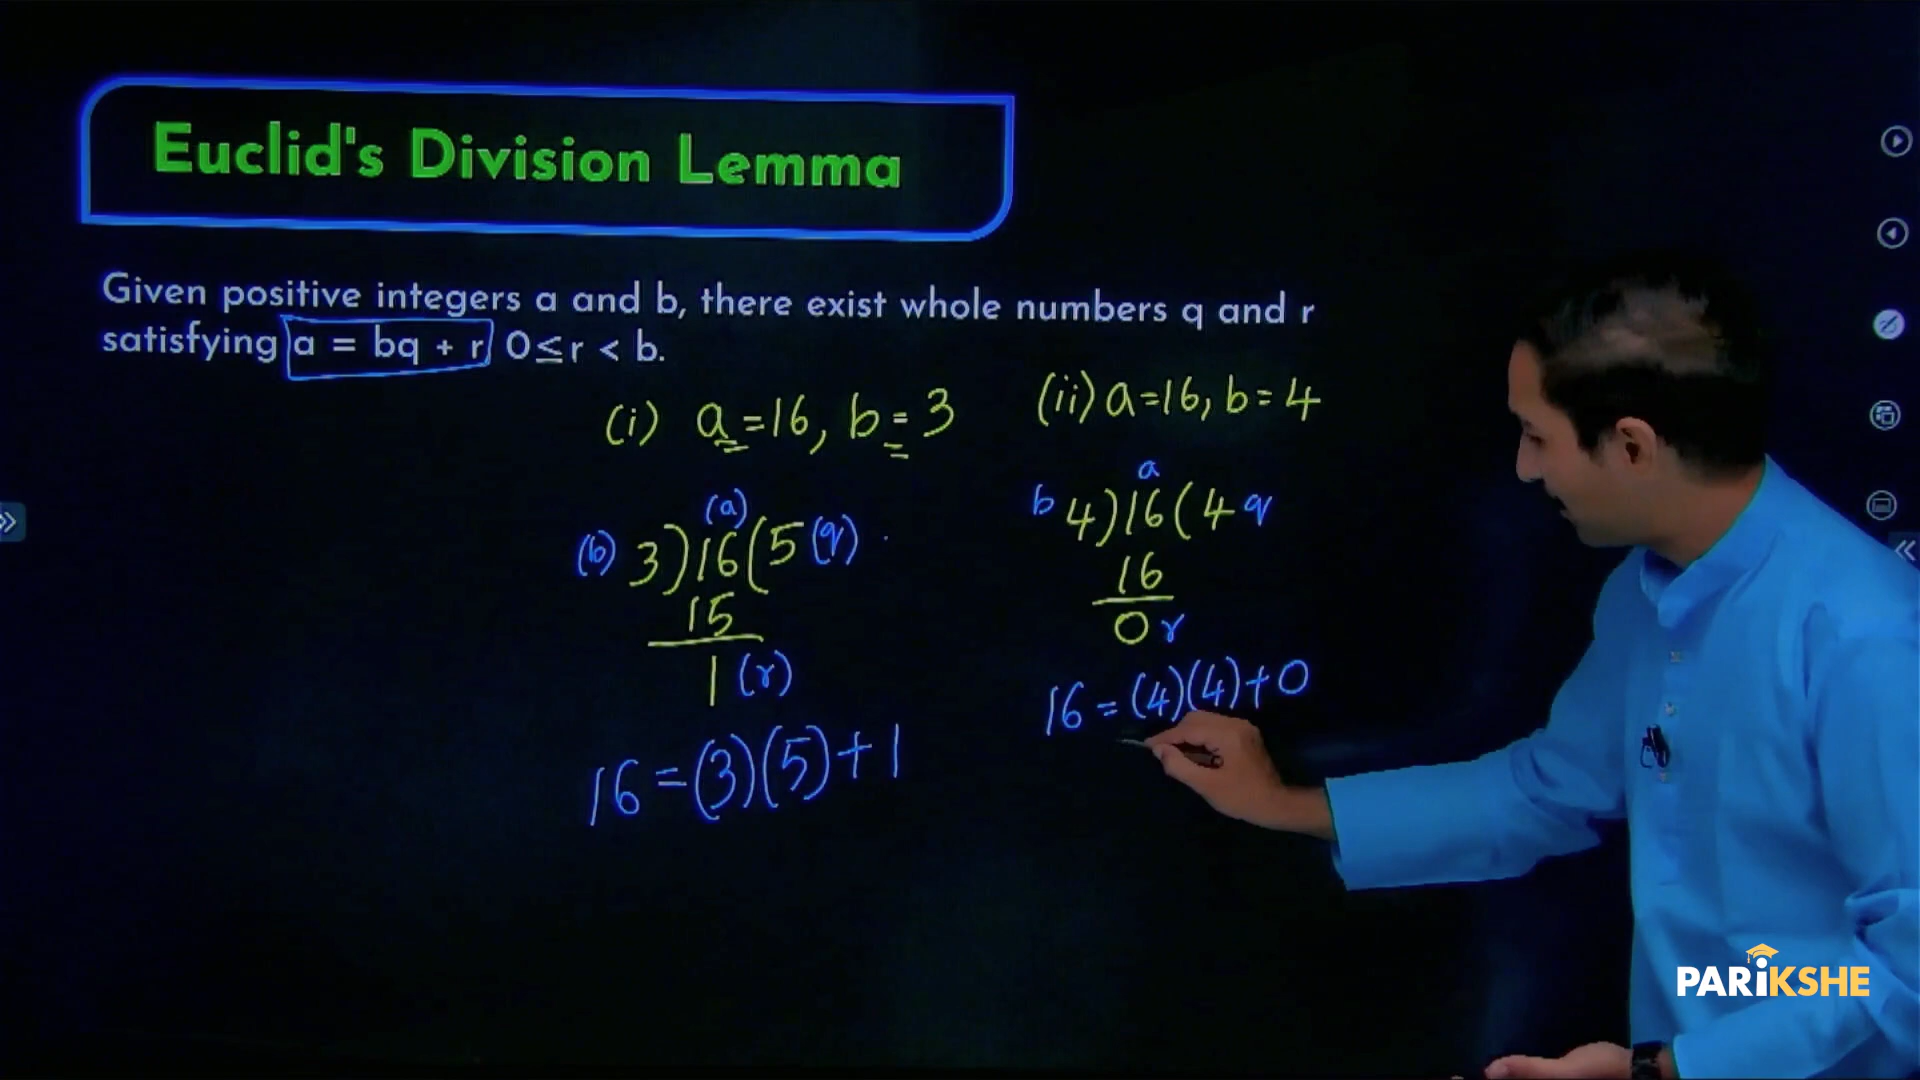 Euclid's Division Lemma
Given positive integers a and b, there exist whole numbers q and r
satisfying a = bq + r 0≤r < b.
(i) a=16, b=3
(a)
(b) 3)16(5 (q)
15
1 (r)
16=(3)(5)+1
(ii) a=16, b=4
a
b 4)16(4 q
16
0 r
16=(4)(4)+0
PARiKSHE